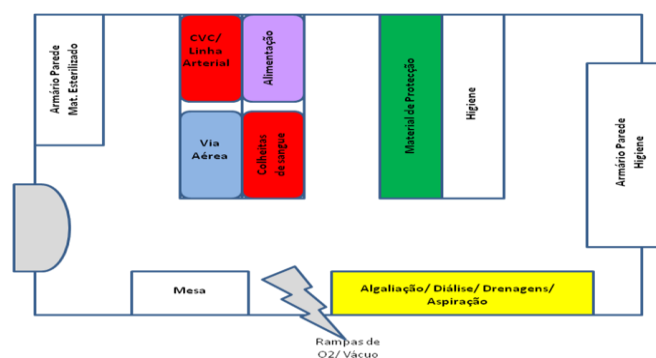 Armário Parede
Mat. Esterilizado
CVC/
Linha
Arterial
Alimentação
Via
Aérea
Colheitas
de sangue
Material de Protecção
Higiene
Armário Parede
Higiene
Mesa
Algaliação/ Diálise/ Drenagens/
Aspiração
Rampas de
O2/ Vácuo